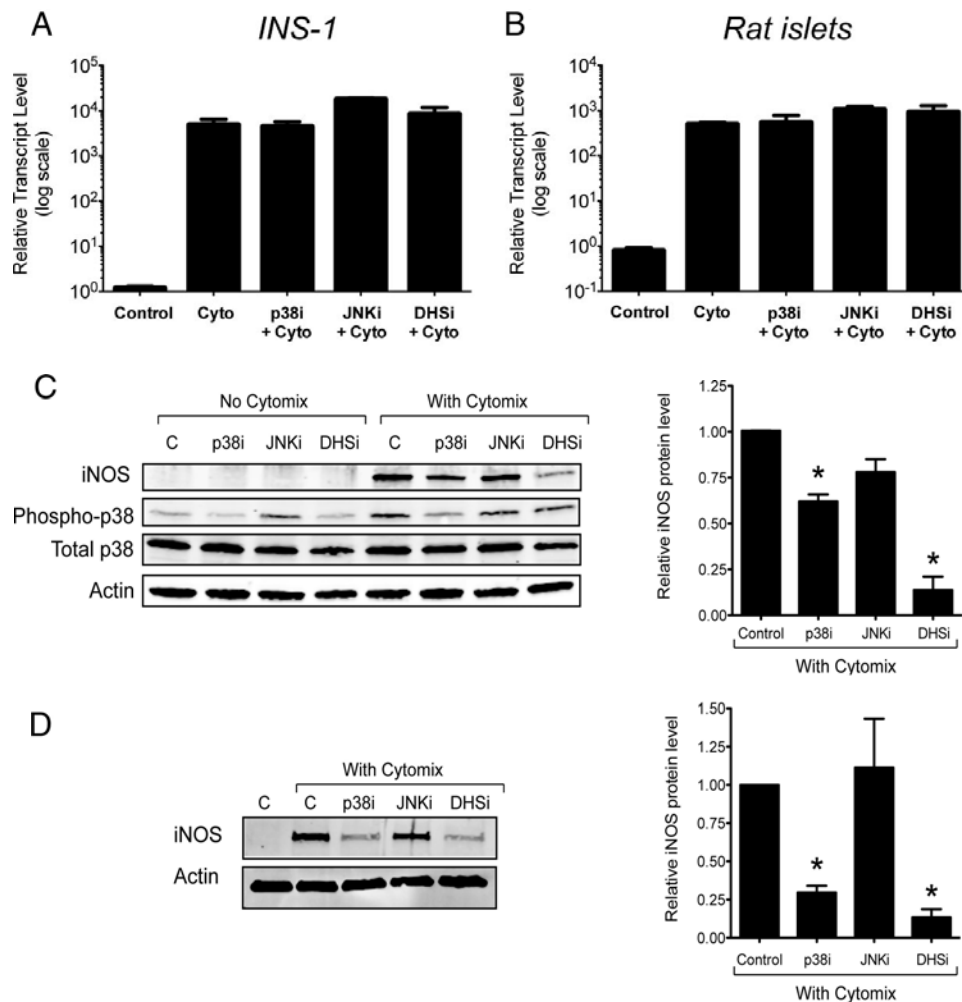 A
INS-1
Relative Transcript Level
(log scale)
10⁵
10⁴
10³
10²
10¹
10⁰
Control Cyto p38i + Cyto JNKi + Cyto DHSi + Cyto
B
Rat islets
Relative Transcript Level
(log scale)
10⁴
10³
10²
10¹
10⁰
10⁻¹
Control Cyto p38i + Cyto JNKi + Cyto DHSi + Cyto
C
No Cytomix With Cytomix
C p38i JNKi DHSi C p38i JNKi DHSi
iNOS
Phospho-p38
Total p38
Actin
Relative iNOS protein level
1.25
1.00
0.75
0.50
0.25
0.00
* *
Control p38i JNKi DHSi
With Cytomix
D
With Cytomix
C C p38i JNKi DHSi
iNOS
Actin
Relative iNOS protein level
1.50
1.25
1.00
0.75
0.50
0.25
0.00
* *
Control p38i JNKi DHSi
With Cytomix